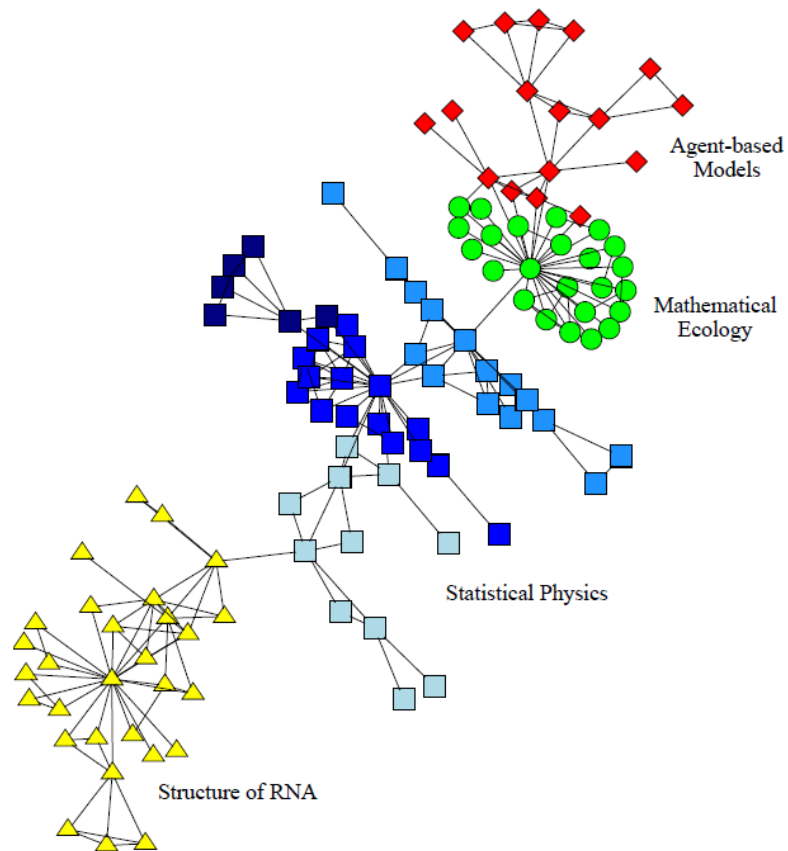 Agent-based
Models
Mathematical
Ecology
Statistical Physics
Structure of RNA